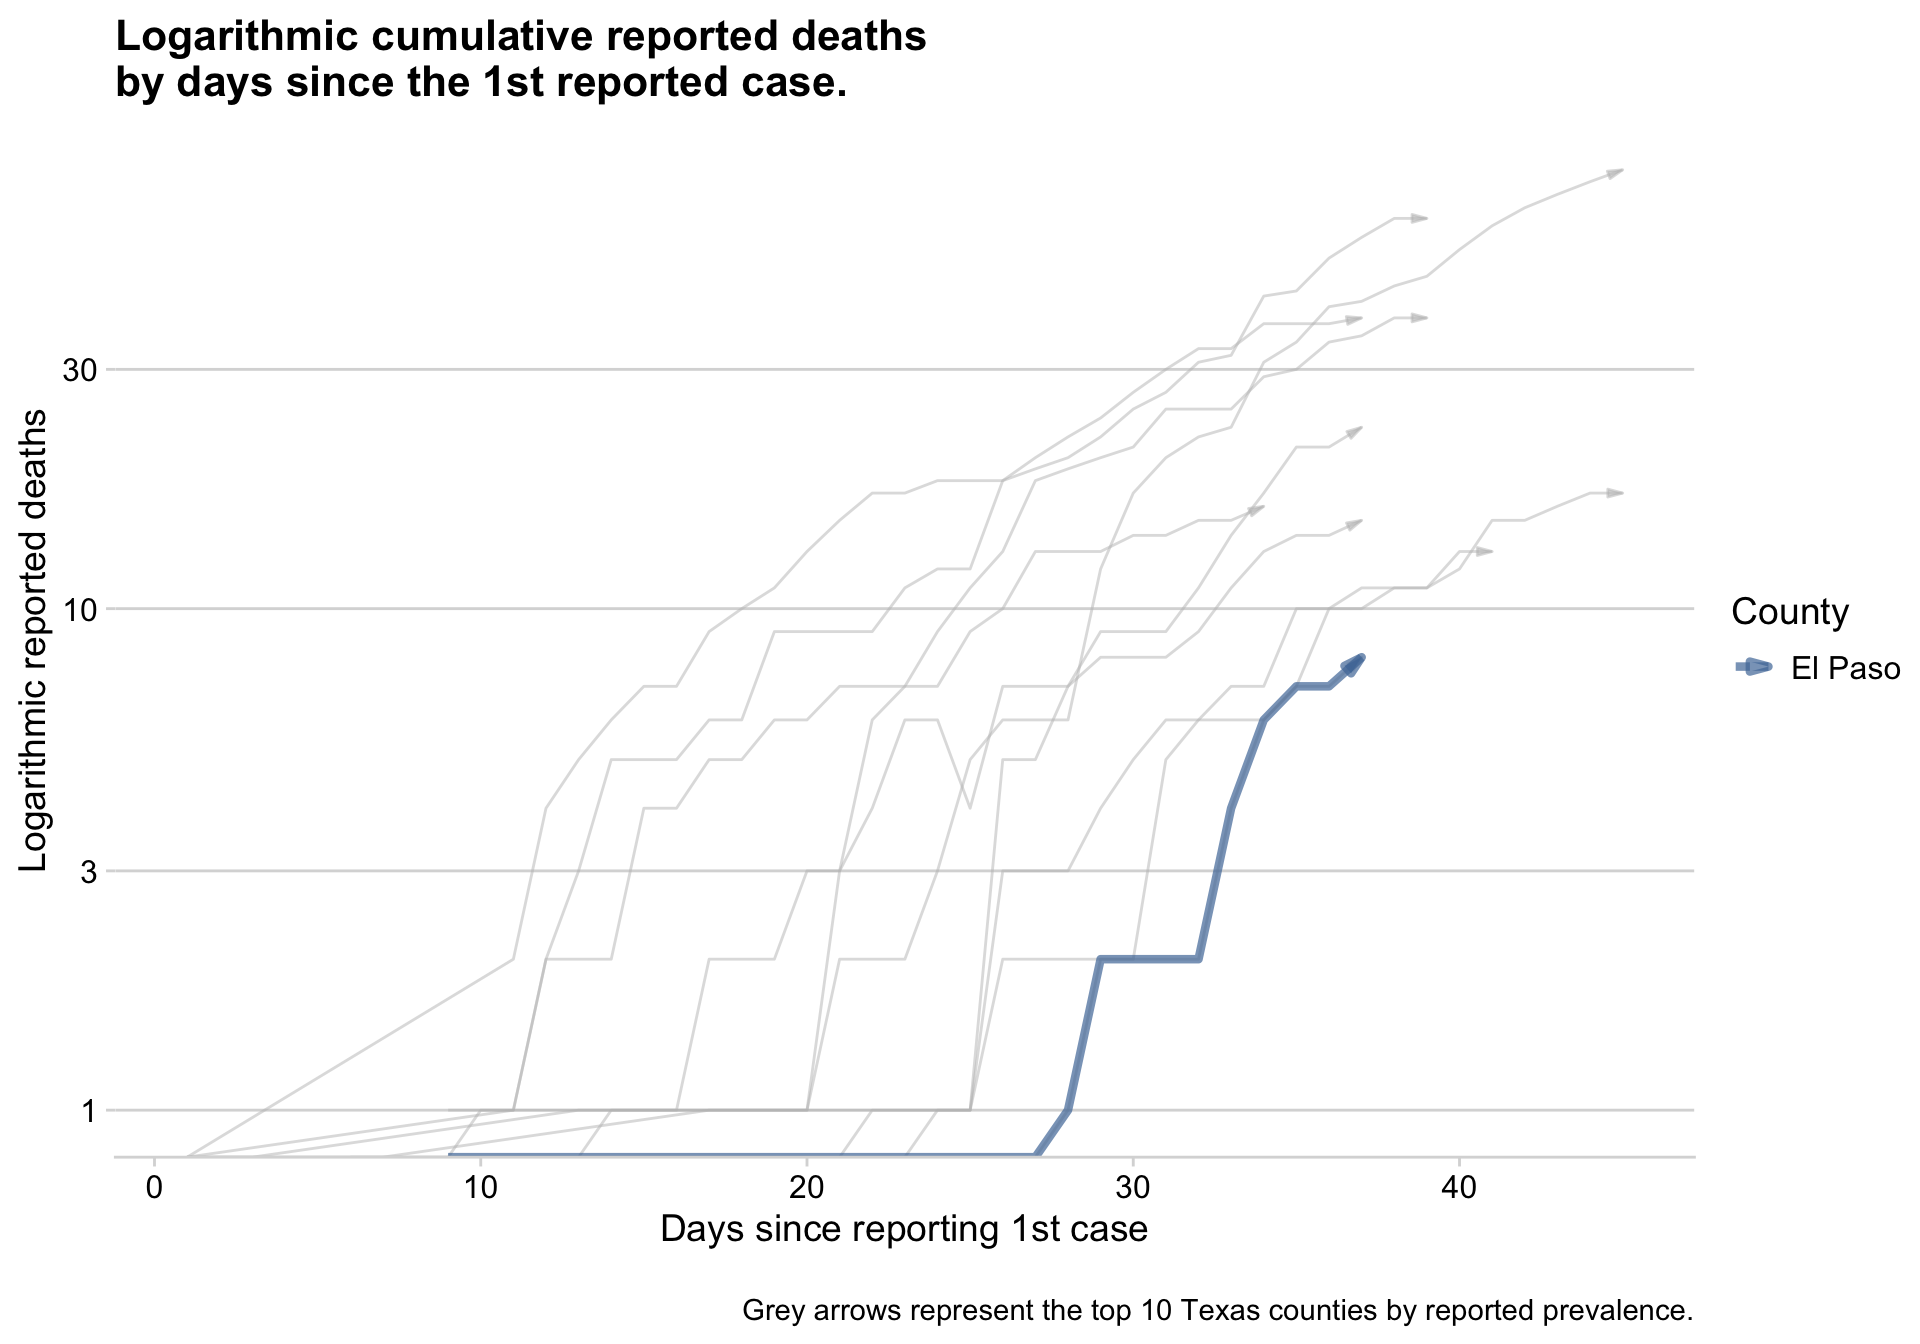 Logarithmic cumulative reported deaths
by days since the 1st reported case.
Logarithmic reported deaths
30
10
3
1
0 10 20 30 40
Days since reporting 1st case
County
El Paso
Grey arrows represent the top 10 Texas counties by reported prevalence.